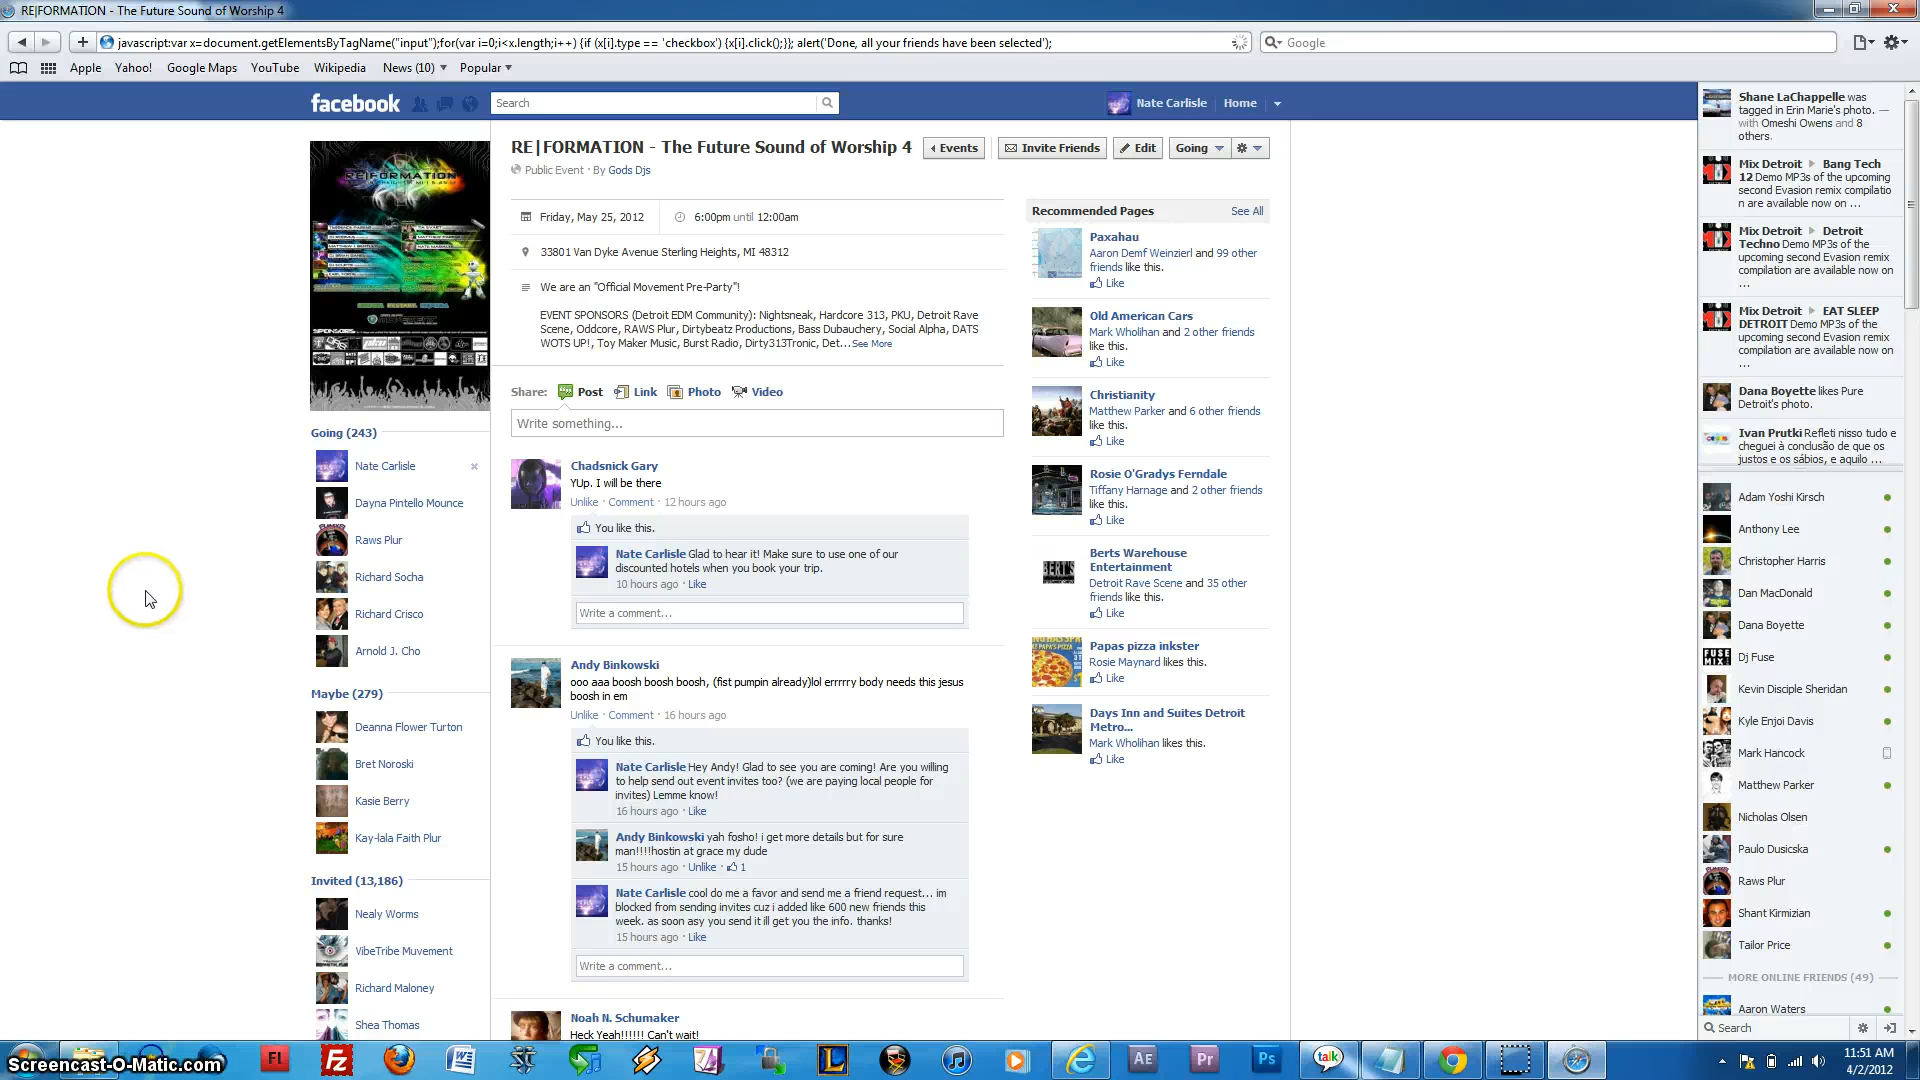 RE|FORMATION - The Future Sound of Worship 4
javascript:var x=document.getElementsByTagName("input");for(var i=0;i<x.length;i++) {if (x[i].type == 'checkbox') {x[i].click();}}; alert('Done, all your friends have been selected');
Google
Apple Yahoo! Google Maps YouTube Wikipedia News (10) Popular
facebook
Search
Nate Carlisle Home
RE|FORMATION - The Future Sound of Worship 4
Events Invite Friends Edit Going
Public Event · By Gods Djs
Friday, May 25, 2012 6:00pm until 12:00am
33801 Van Dyke Avenue Sterling Heights, MI 48312
We are an "Official Movement Pre-Party"!
EVENT SPONSORS (Detroit EDM Community): Nightsneak, Hardcore 313, PKU, Detroit Rave
Scene, Oddcore, RAWS Plur, Dirtybeatz Productions, Bass Dubauchery, Social Alpha, DATS
WOTS UP!, Toy Maker Music, Burst Radio, Dirty313Tronic, Det...See More
Share: Post Link Photo Video
Write something...
RE|FORMATION
SPONSORS
Going (243)
Nate Carlisle
Dayna Pintello Mounce
Raws Plur
Richard Socha
Richard Crisco
Arnold J. Cho
Maybe (279)
Deanna Flower Turton
Bret Noroski
Kasie Berry
Kay-lala Faith Plur
Invited (13,186)
Nealy Worms
VibeTribe Muvement
Richard Maloney
Shea Thomas
Chadsnick Gary
YUp. I will be there
Unlike · Comment · 12 hours ago
You like this.
Nate Carlisle Glad to hear it! Make sure to use one of our
discounted hotels when you book your trip.
10 hours ago · Like
Write a comment...
Andy Binkowski
ooo aaa boosh boosh boosh, (fist pumpin already)lol errrrry body needs this jesus
boosh in em
Unlike · Comment · 16 hours ago
You like this.
Nate Carlisle Hey Andy! Glad to see you are coming! Are you willing
to help send out event invites too? (we are paying local people for
invites) Lemme know!
16 hours ago · Like
Andy Binkowski yah fosho! i get more details but for sure
man!!!!hostin at grace my dude
15 hours ago · Unlike · 1
Nate Carlisle cool do me a favor and send me a friend request... im
blocked from sending invites cuz i added like 600 new friends this
week. as soon asy you send it ill get you the info. thanks!
15 hours ago · Like
Write a comment...
Noah N. Schumaker
Heck Yeah!!!!!! Can't wait!
Recommended Pages See All
Paxahau
Aaron Demf Weinzierl and 99 other
friends like this.
Like
Old American Cars
Mark Wholihan and 2 other friends
like this.
Like
Christianity
Matthew Parker and 6 other friends
like this.
Like
Rosie O'Gradys Ferndale
Tiffany Harnage and 2 other friends
like this.
Like
BERT'S
Berts Warehouse
Entertainment
Detroit Rave Scene and 35 other
friends like this.
Like
Papas pizza inkster
Rosie Maynard likes this.
Like
Days Inn and Suites Detroit
Metro...
Mark Wholihan likes this.
Like
Shane LaChappelle was
tagged in Erin Marie's photo. —
with Omeshi Owens and 8
others.
Mix Detroit Bang Tech
12 Demo MP3s of the upcoming
second Evasion remix compilatio
n are available now on ...
Mix Detroit Detroit
Techno Demo MP3s of the
upcoming second Evasion remix
compilation are available now on
...
Mix Detroit EAT SLEEP
DETROIT Demo MP3s of the
upcoming second Evasion remix
compilation are available now on
...
Dana Boyette likes Pure
Detroit's photo.
Ivan Prutki Refleti nisso tudo e
cheguei à conclusão de que os
justos e os sábios, e aquilo ...
Adam Yoshi Kirsch
Anthony Lee
Christopher Harris
Dan MacDonald
Dana Boyette
FUSE
MIX
Dj Fuse
Kevin Disciple Sheridan
Kyle Enjoi Davis
Mark Hancock
Matthew Parker
Nicholas Olsen
Paulo Dusicska
Raws Plur
Shant Kirmizian
Tailor Price
MORE ONLINE FRIENDS (49)
Aaron Waters
Search
Screencast-O-Matic.com
Fl
Fz
W
L
AE
Pr
Ps
talk
11:51 AM
4/2/2012